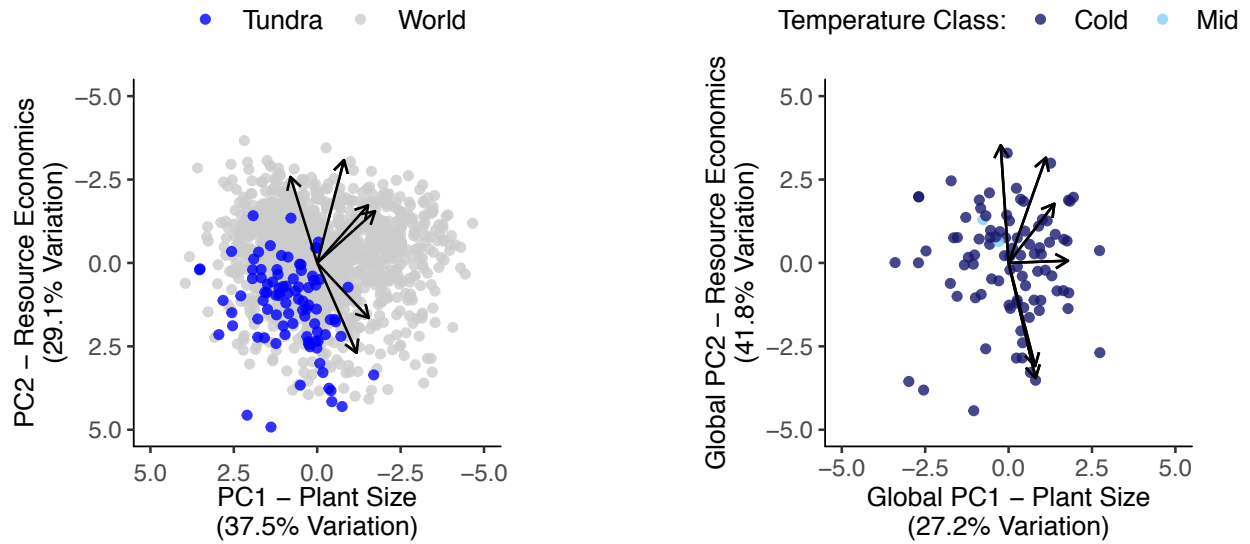 Tundra World
PC2 – Resource Economics
(29.1% Variation)
−5.0
−2.5
0.0
2.5
5.0
5.0 2.5 0.0 −2.5 −5.0
PC1 – Plant Size
(37.5% Variation)
Temperature Class: Cold Mid
Global PC2 – Resource Economics
(41.8% Variation)
5.0
2.5
0.0
−2.5
−5.0
−5.0 −2.5 0.0 2.5 5.0
Global PC1 – Plant Size
(27.2% Variation)